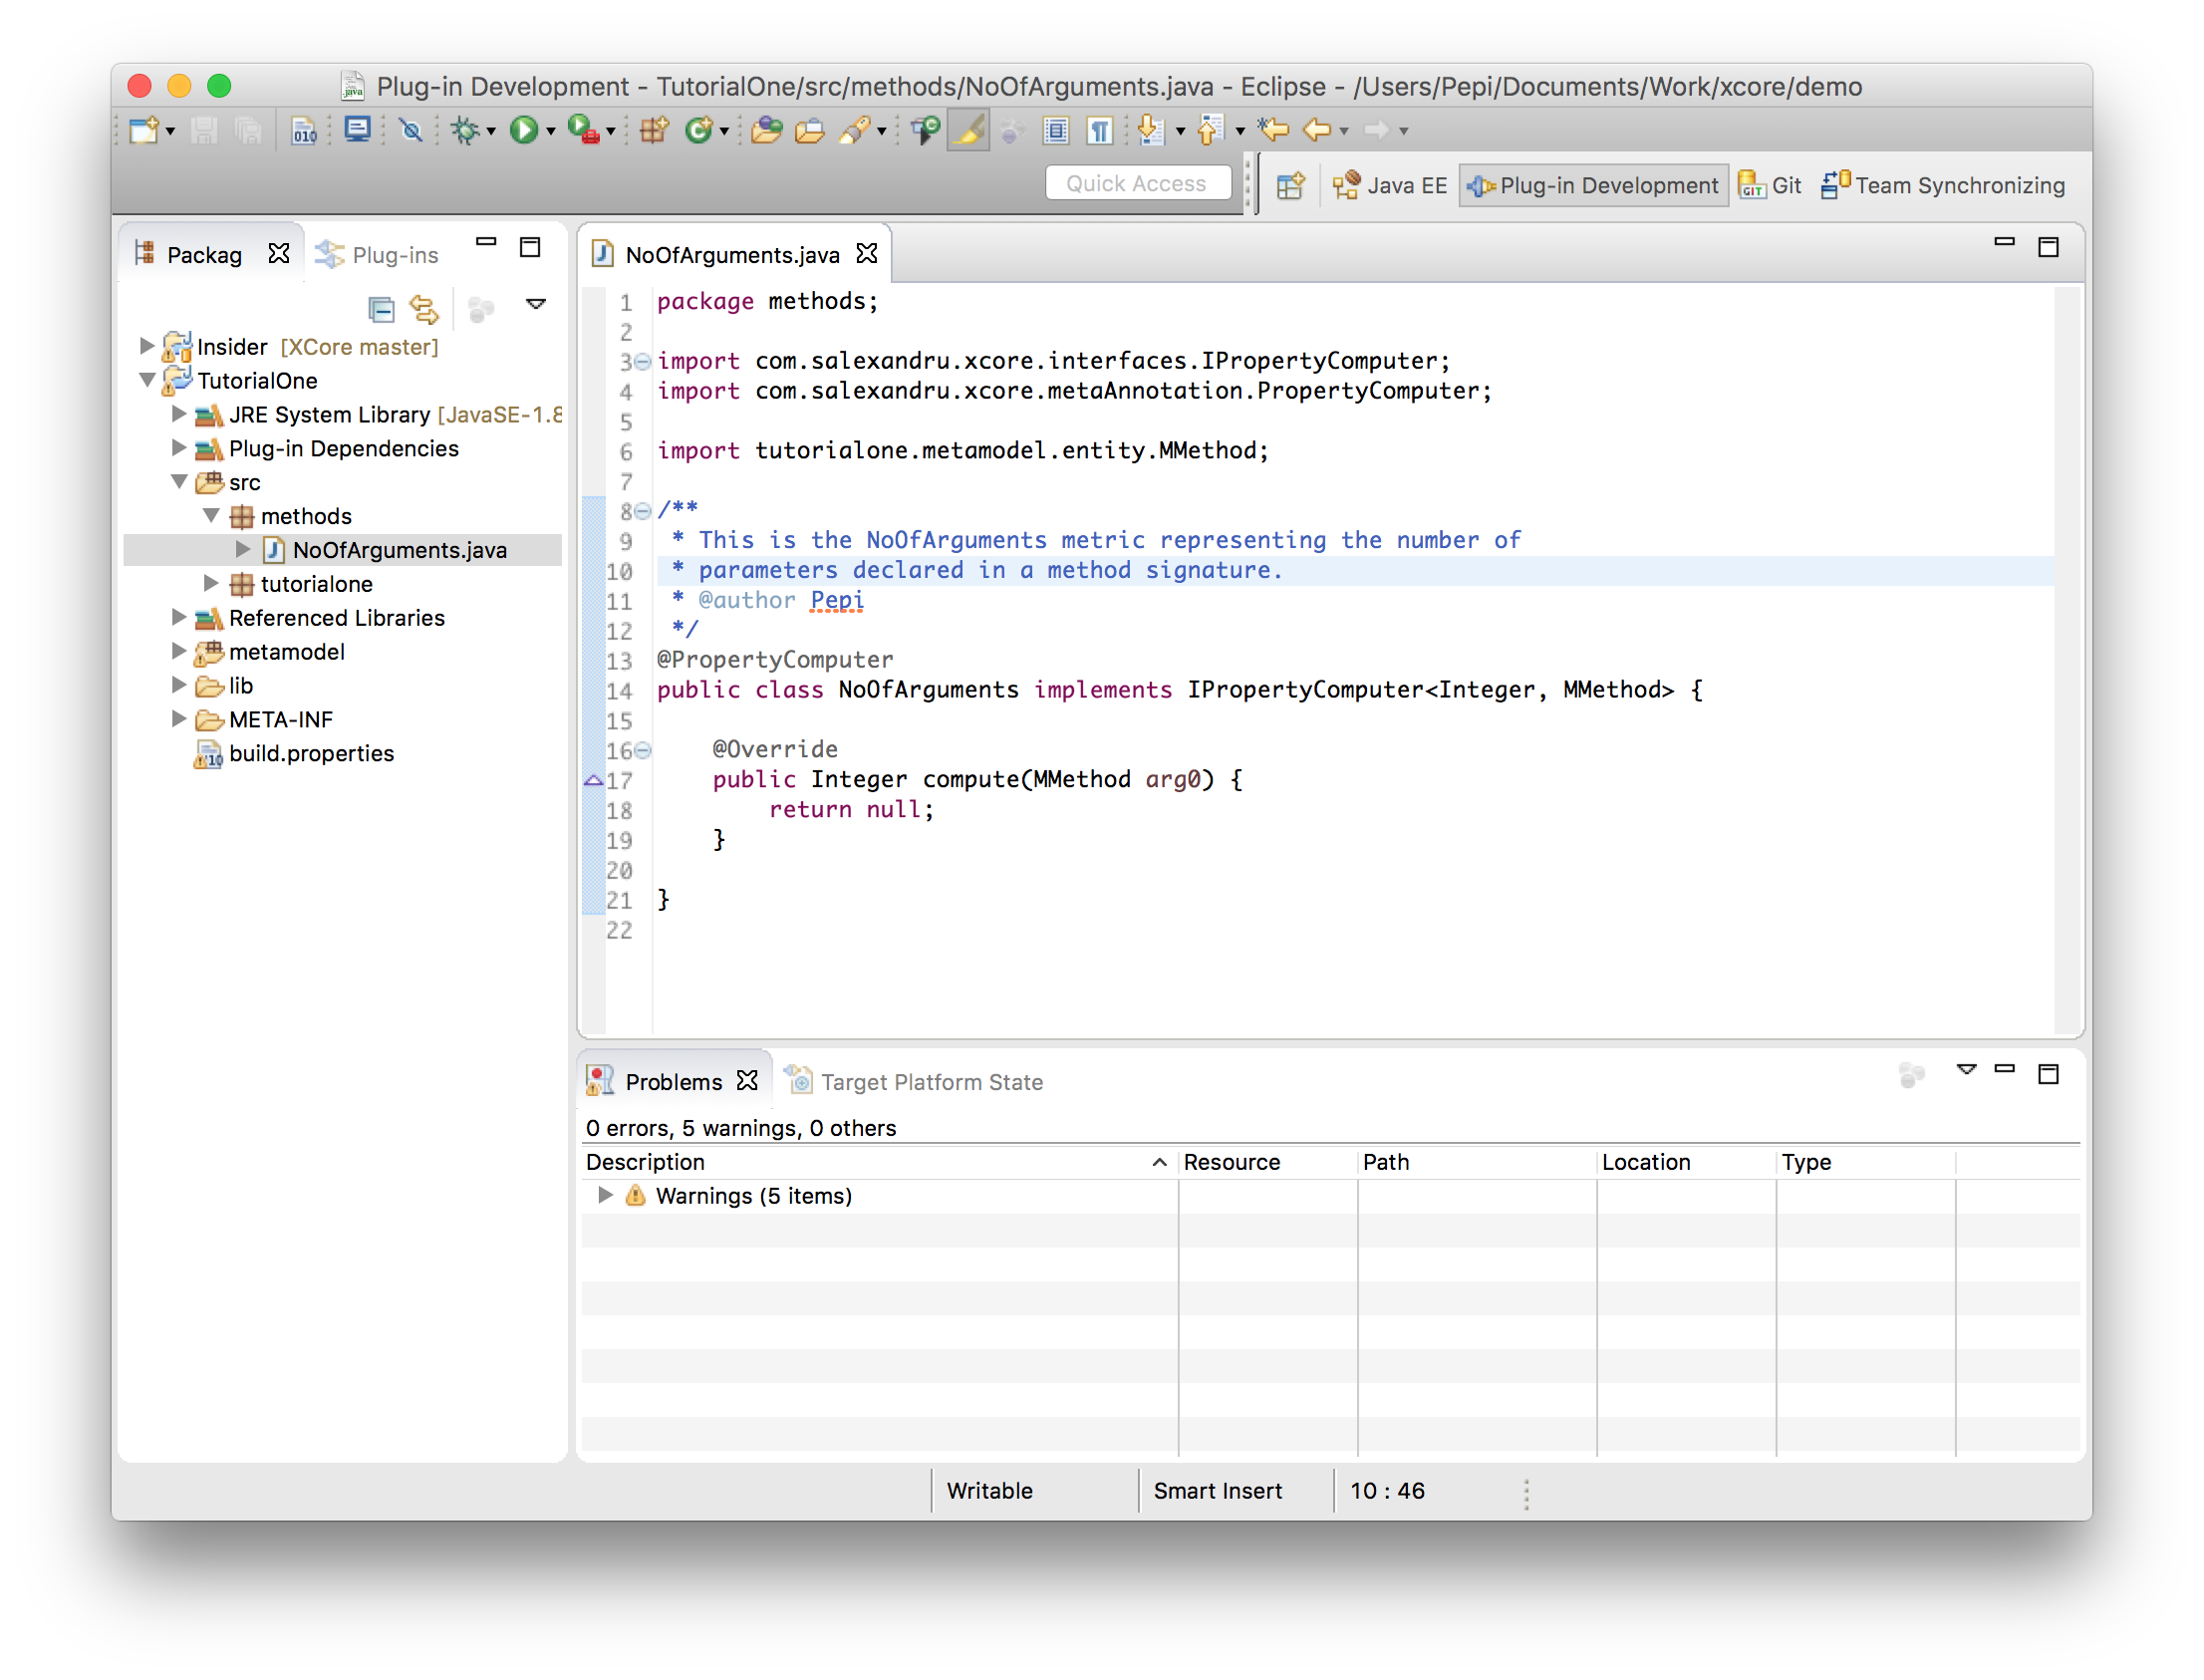 Plug-in Development - TutorialOne/src/methods/NoOfArguments.java - Eclipse - /Users/Pepi/Documents/Work/xcore/demo
Quick Access
Java EE
Plug-in Development
Git
Team Synchronizing
Packag
Plug-ins
Insider [XCore master]
TutorialOne
JRE System Library [JavaSE-1.8
Plug-in Dependencies
src
methods
NoOfArguments.java
tutorialone
Referenced Libraries
metamodel
lib
META-INF
build.properties
NoOfArguments.java
1 package methods;
2
3 import com.salexandru.xcore.interfaces.IPropertyComputer;
4 import com.salexandru.xcore.metaAnnotation.PropertyComputer;
5
6 import tutorialone.metamodel.entity.MMethod;
7
8 /**
9 * This is the NoOfArguments metric representing the number of
10 * parameters declared in a method signature.
11 * @author Pepi
12 */
13 @PropertyComputer
14 public class NoOfArguments implements IPropertyComputer<Integer, MMethod> {
15
16 @Override
17 public Integer compute(MMethod arg0) {
18 return null;
19 }
20
21 }
22
Problems
Target Platform State
0 errors, 5 warnings, 0 others
Description Resource Path Location Type
Warnings (5 items)
Writable Smart Insert 10 : 46